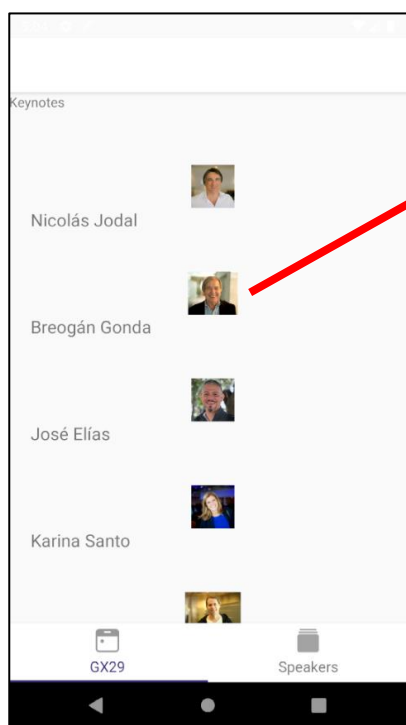 Keynotes
Nicolás Jodal
Breogán Gonda
José Elías
Karina Santo
GX29
Speakers